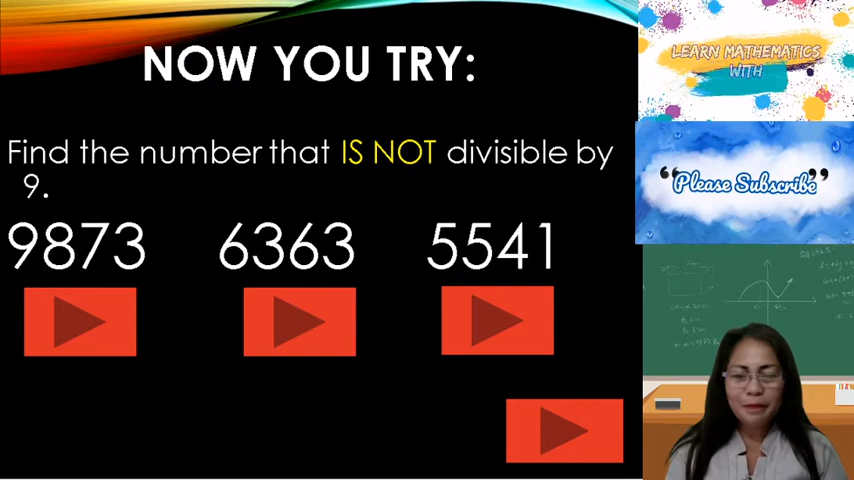 NOW YOU TRY:
Find the number that IS NOT divisible by
9.
9873 6363 5541
LEARN MATHEMATICS
WITH
“Please Subscribe”